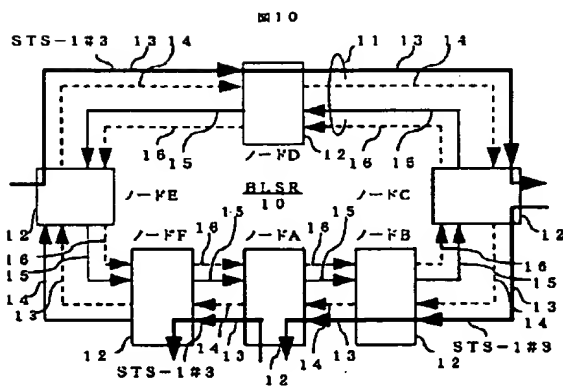 図10
STS-1#3 13 14 11 13 14
16 15 ノードD 12 16 15
ノードE BLSR 10 ノードC
12 12
16 15 14 13 ノードF 16 15 ノードA 16 15 ノードB 16 15 14 13
12 14 13 12 14 13 12
STS-1#3 STS-1#3